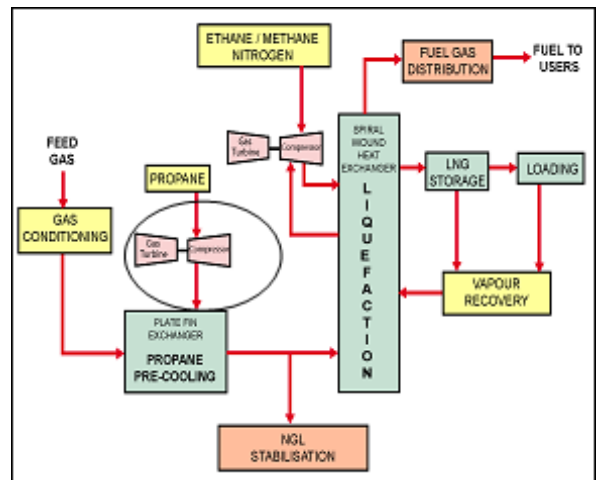 ETHANE / METHANE
NITROGEN
FUEL GAS
DISTRIBUTION
FUEL TO
USERS
FEED
GAS
Gas
Turbine
Compressor
SPIRAL
WOUND
HEAT
EXCHANGER
LIQUEFACTION
LNG
STORAGE
LOADING
PROPANE
GAS
CONDITIONING
Gas
Turbine
Compressor
VAPOUR
RECOVERY
PLATE FIN
EXCHANGER
PROPANE
PRE-COOLING
NGL
STABILISATION